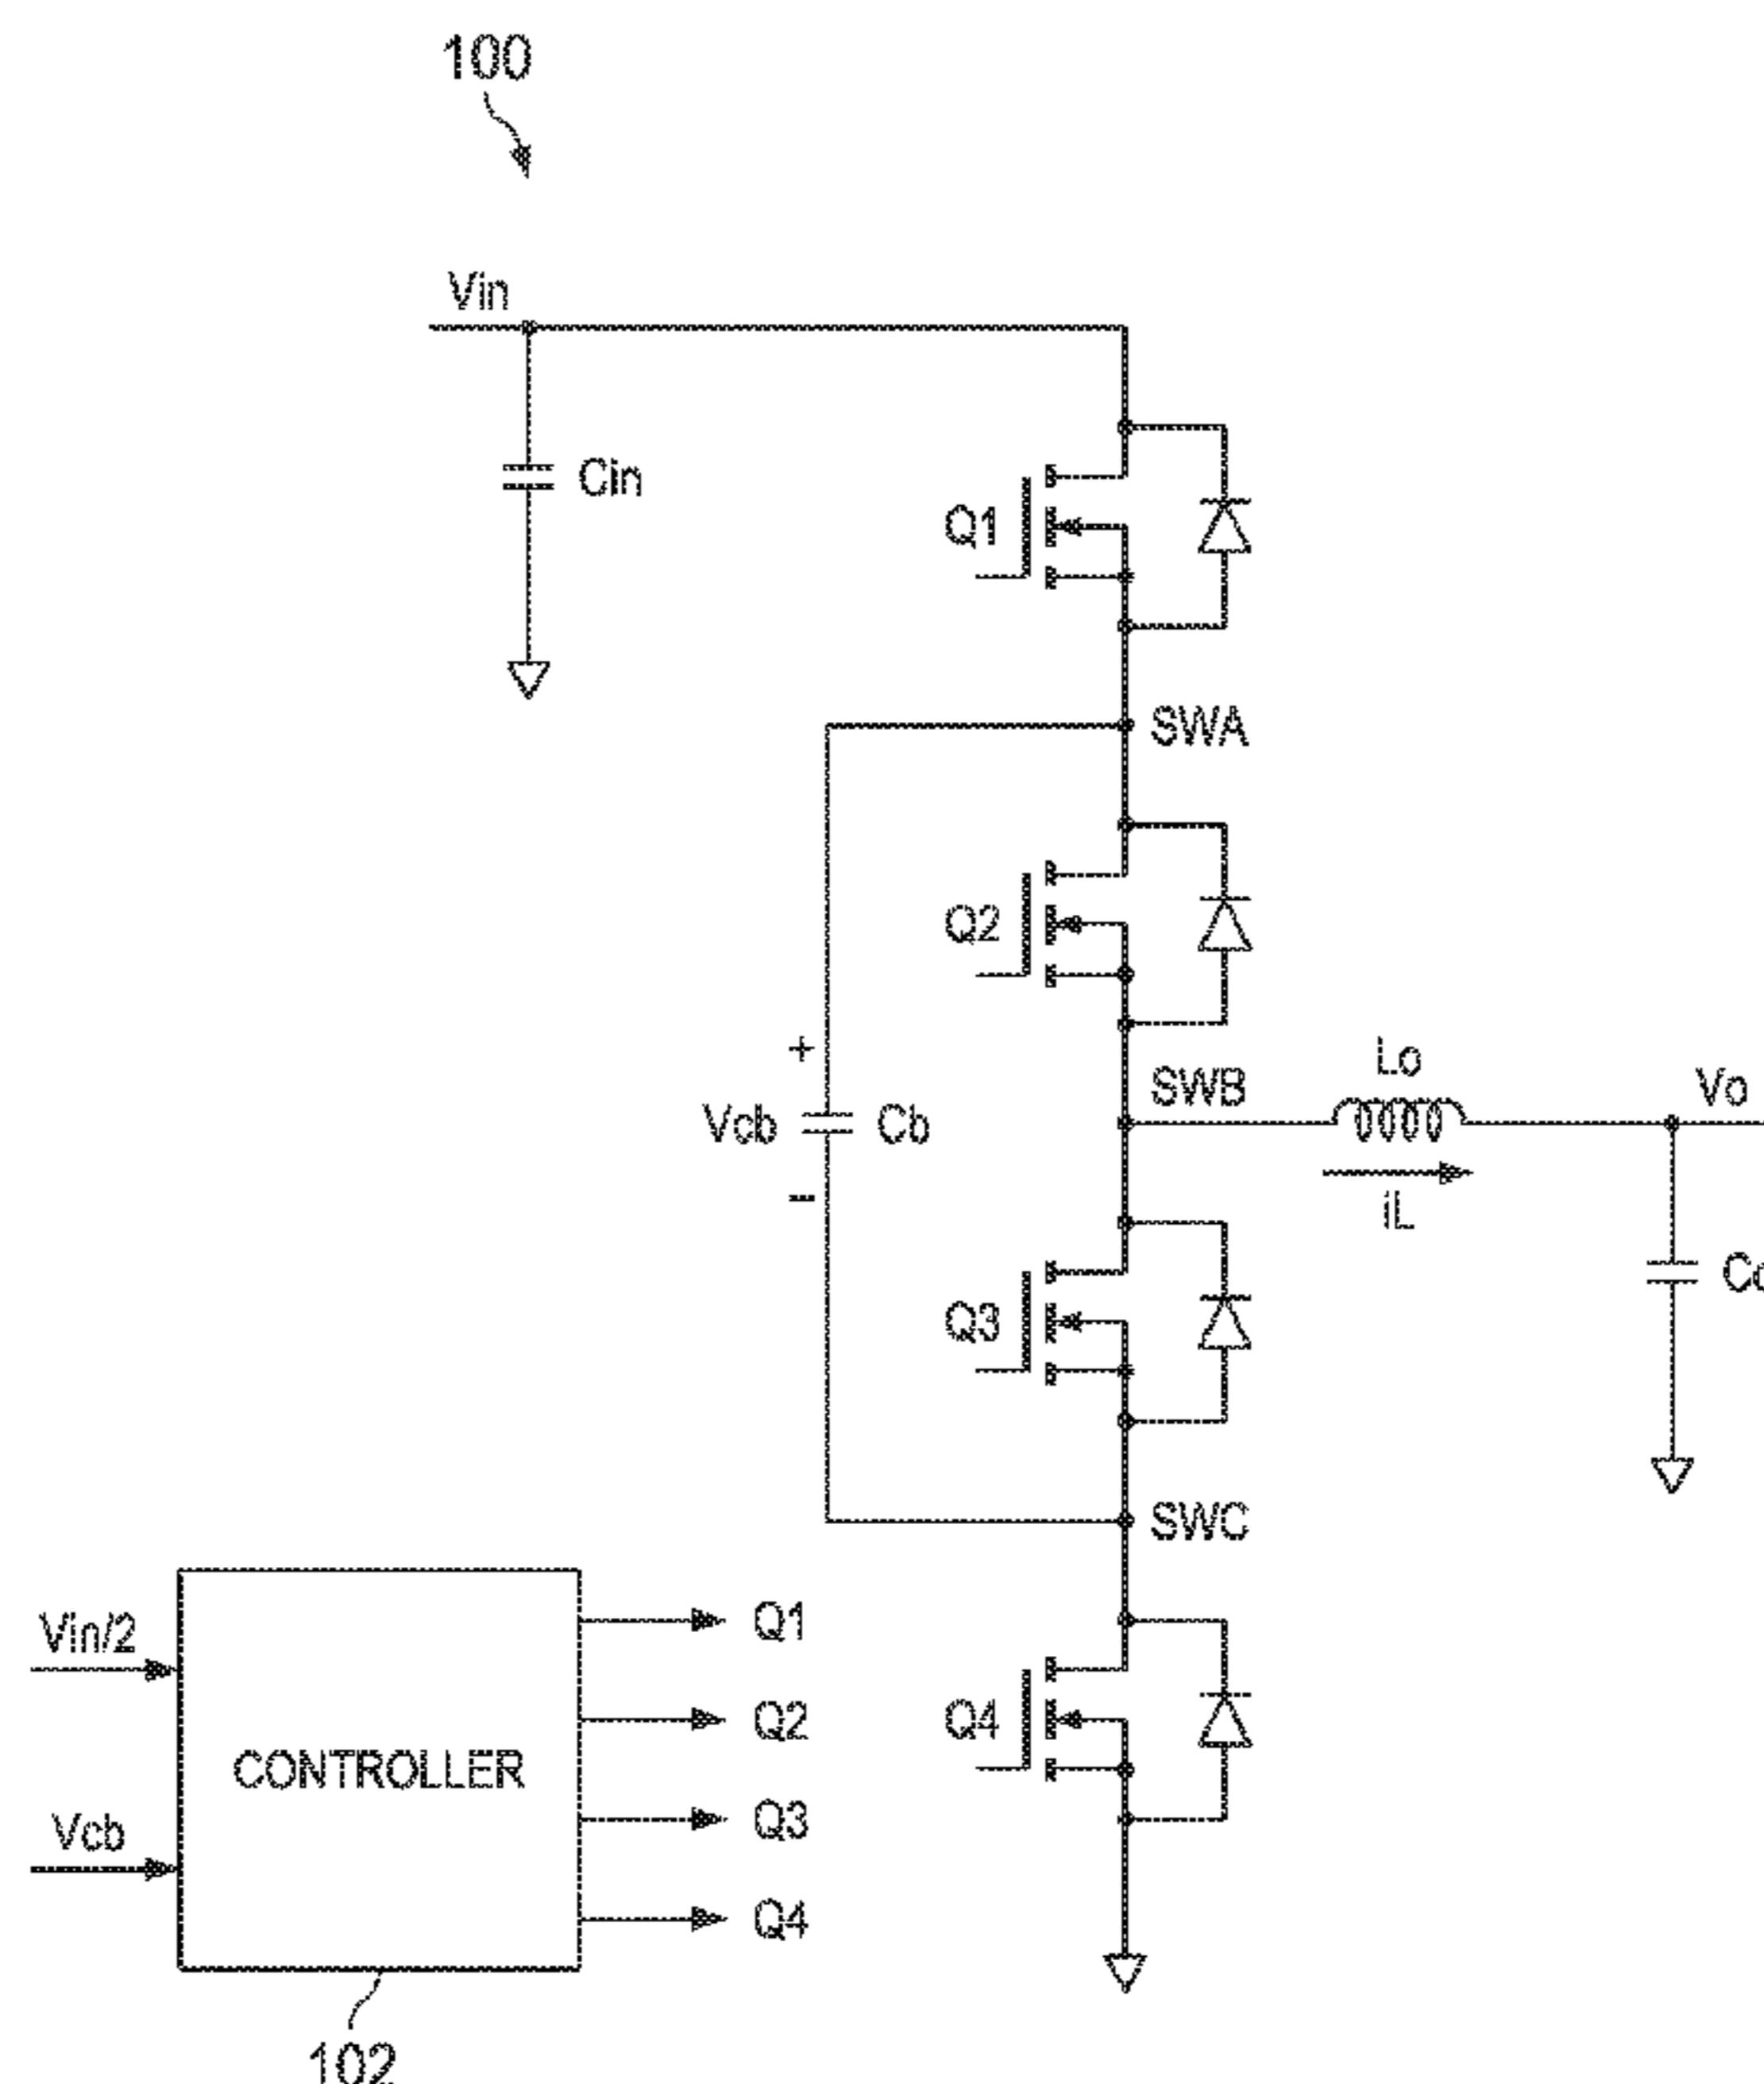 100
Vin
Cin
Q1
SWA
Q2
+
Vcb
Cb
-
SWB
Lo
iL
Vo
Q3
SWC
Vin/2
Vcb
CONTROLLER
Q1
Q2
Q3
Q4
Q4
102